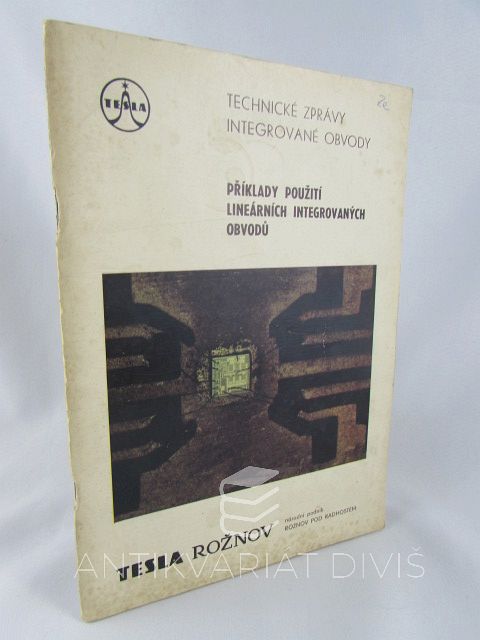 TESLA
TECHNICKÉ ZPRÁVY
INTEGROVANÉ OBVODY
PŘÍKLADY POUŽITÍ
LINEÁRNÍCH INTEGROVANÝCH
OBVODŮ
TESLA ROŽNOV
národní podnik
ROŽNOV POD RADHOŠTĚM
ANTIKVARIÁT DIVIŠ